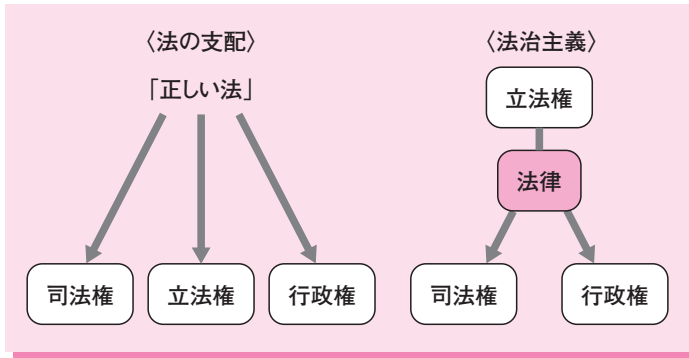 〈法の支配〉
「正しい法」
司法権
立法権
行政権
〈法治主義〉
立法権
法律
司法権
行政権